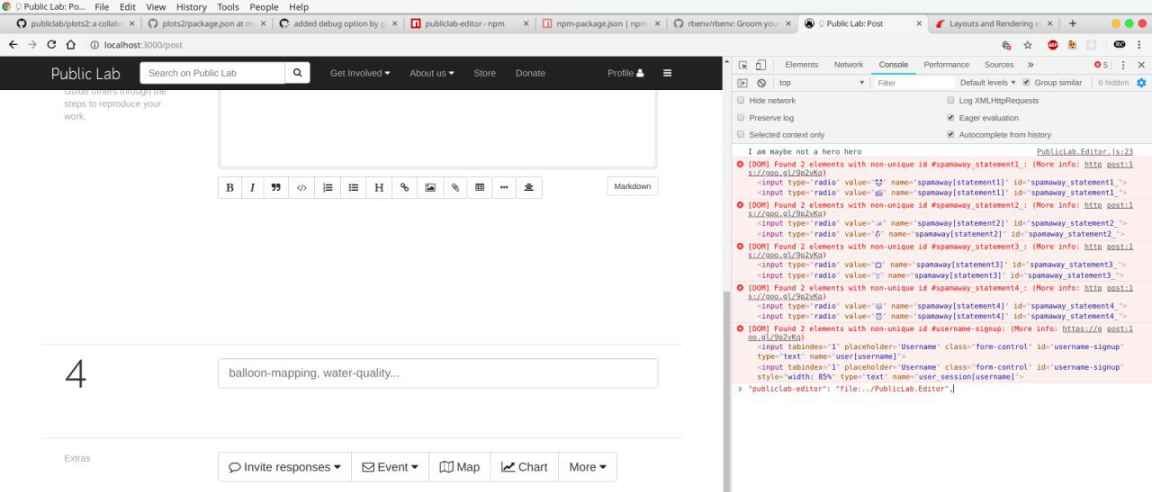 Public Lab: Po... File Edit View History Tools People Help
publiclab/plots2: a collab
plots2/package.json at m
added debug option by g
publiclab-editor - npm
npm-package.json | npm
rbenv/rbenv: Groom your
Public Lab: Post
Layouts and Rendering in
localhost:3000/post
Public Lab
Search on Public Lab
Get Involved
About us
Store
Donate
Profile
Guide others through the
steps to reproduce your
work.
B I H
Markdown
4
balloon-mapping, water-quality...
Extras
Invite responses
Event
Map
Chart
More
Elements Network Console Performance Sources » 5
top
Filter
Default levels
Group similar
6 hidden
Hide network
Log XMLHttpRequests
Preserve log
Eager evaluation
Selected context only
Autocomplete from history
I am maybe not a hero hero PublicLab.Editor.js:23
[DOM] Found 2 elements with non-unique id #spamaway_statement1_: (More info: http post:1
s://goo.gl/9p2vKq)
<input type="radio" value="" name="spamaway[statement1]" id="spamaway_statement1_">
<input type="radio" value="" name="spamaway[statement1]" id="spamaway_statement1_">
[DOM] Found 2 elements with non-unique id #spamaway_statement2_: (More info: http post:1
s://goo.gl/9p2vKq)
<input type="radio" value="" name="spamaway[statement2]" id="spamaway_statement2_">
<input type="radio" value="" name="spamaway[statement2]" id="spamaway_statement2_">
[DOM] Found 2 elements with non-unique id #spamaway_statement3_: (More info: http post:1
s://goo.gl/9p2vKq)
<input type="radio" value="" name="spamaway[statement3]" id="spamaway_statement3_">
<input type="radio" value="" name="spamaway[statement3]" id="spamaway_statement3_">
[DOM] Found 2 elements with non-unique id #spamaway_statement4_: (More info: http post:1
s://goo.gl/9p2vKq)
<input type="radio" value="" name="spamaway[statement4]" id="spamaway_statement4_">
<input type="radio" value="" name="spamaway[statement4]" id="spamaway_statement4_">
[DOM] Found 2 elements with non-unique id #username-signup: (More info: https://g post:1
oo.gl/9p2vKq)
<input tabindex="1" placeholder="Username" class="form-control" id="username-signup"
type="text" name="user[username]">
<input tabindex="1" placeholder="Username" class="form-control" id="username-signup"
style="width: 85%" type="text" name="user_session[username]">
"publiclab-editor": "file:../PublicLab.Editor",